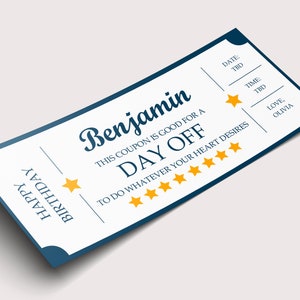 HAPPY
BIRTHDAY
Benjamin
THIS COUPON IS GOOD FOR A
DAY OFF
TO DO WHATEVER YOUR HEART DESIRES
DATE:
TBD
TIME:
TBD
LOVE:
OLIVIA